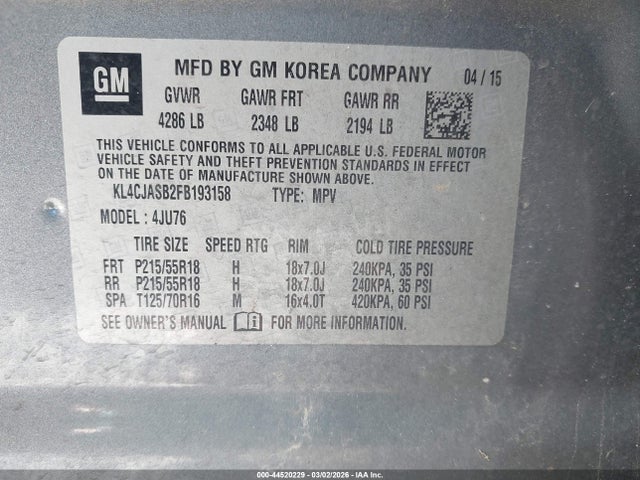 GM
MFD BY GM KOREA COMPANY 04 / 15
GVWR GAWR FRT GAWR RR
4286 LB 2348 LB 2194 LB
THIS VEHICLE CONFORMS TO ALL APPLICABLE U.S. FEDERAL MOTOR
VEHICLE SAFETY AND THEFT PREVENTION STANDARDS IN EFFECT
ON THE DATE OF MANUFACTURE SHOWN ABOVE.
KL4CJASB2FB193158 TYPE: MPV
MODEL : 4JU76
TIRE SIZE SPEED RTG RIM COLD TIRE PRESSURE
FRT P215/55R18 H 18x7.0J 240KPA, 35 PSI
RR P215/55R18 H 18x7.0J 240KPA, 35 PSI
SPA T125/70R16 M 16x4.0T 420KPA, 60 PSI
SEE OWNER'S MANUAL FOR MORE INFORMATION.
000-44520229 - 03/02/2026 - IAAI.com